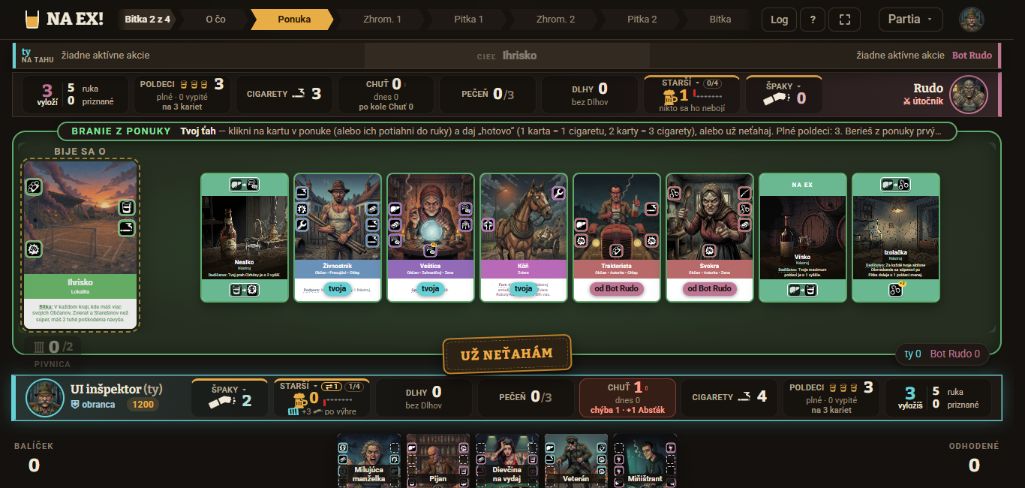 NA EX!
Bitka 2 z 4
O čo
Ponuka
Zhrom. 1
Pitka 1
Zhrom. 2
Pitka 2
Bitka
Log
?
Partia
ty
NA ŤAHU
žiadne aktívne akcie
CIEĽ Ihrisko
žiadne aktívne akcie
Bot Rudo
3 vyloží
5 ruka
0 priznané
POLDECI 3
plné · 0 vypité
na 3 kariet
CIGARETY 3
CHUŤ 0
dnes 0
po kole Chuť 0
PEČEŇ 0/3
DLHY 0
bez Dlhov
STARŠÍ 0/4
1
nikto sa ho nebojí
ŠPAKY
0
Rudo
útočník
BRANIE Z PONUKY Tvoj ťah — klikni na kartu v ponuke (alebo ich potiahni do ruky) a daj „hotovo“ (1 karta = 1 cigaretu, 2 karty = 3 cigarety), alebo už neťahaj. Plné poldeci: 3. Berieš z ponuky prvý…
BIJE SA O
Ihrisko
Lokalita
0 /2
PIVNICA
Nealko
Živnostník
tvoja
Veštica
tvoja
Kôň
tvoja
Traktorista
od Bot Rudo
Svokra
od Bot Rudo
NA EX
Vínko
Izolačka
UŽ NEŤAHÁM
ty 0 Bot Rudo 0
UI inšpektor (ty)
obranca 1200
ŠPAKY
2
STARŠÍ 1 1/4
0
+3 po výhre
DLHY 0
bez Dlhov
PEČEŇ 0/3
CHUŤ 1 0
dnes 0
chýba 1 · +1 Absťák
CIGARETY 4
POLDECI 3
plné · 0 vypité
na 3 kariet
3 vyložíš
5 ruka
0 priznané
BALÍČEK
0
Milujúca manželka
Pijan
Dievčina na vydaj
Veterán
Miništrant
ODHODENÉ
0